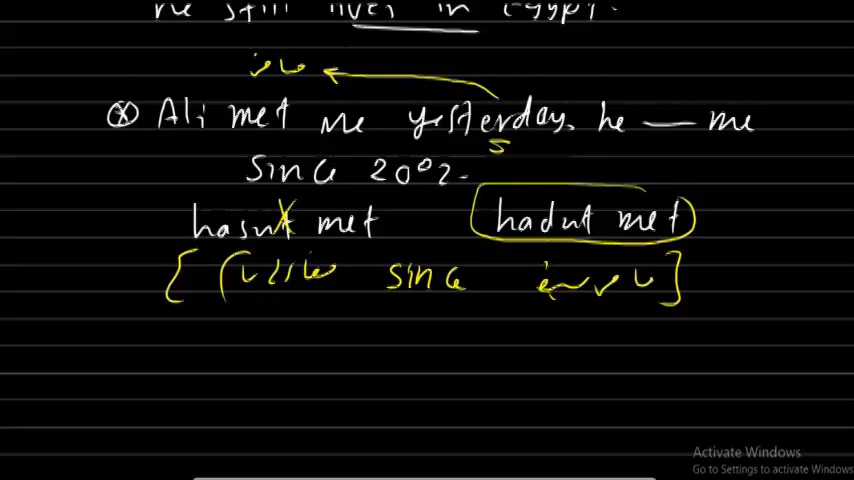 He still lives in Egypt.
ماض
Ali met me yesterday. he — me
since 2002.
hasn't met hadn't met
since
Activate Windows
Go to Settings to activate Windows.